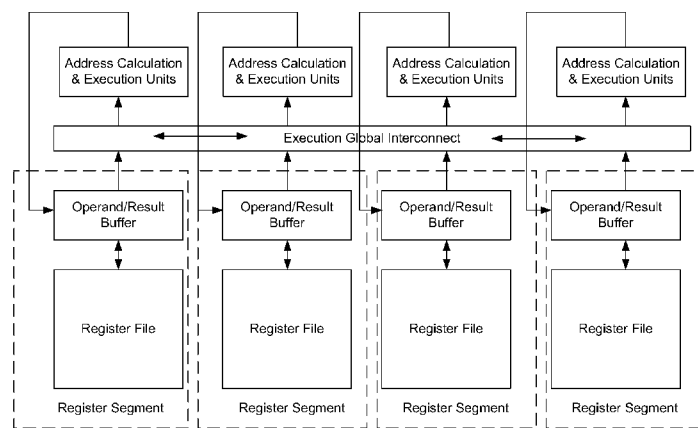 Address Calculation
& Execution Units
Address Calculation
& Execution Units
Address Calculation
& Execution Units
Address Calculation
& Execution Units
Execution Global Interconnect
Operand/Result
Buffer
Operand/Result
Buffer
Operand/Result
Buffer
Operand/Result
Buffer
Register File
Register File
Register File
Register File
Register Segment
Register Segment
Register Segment
Register Segment